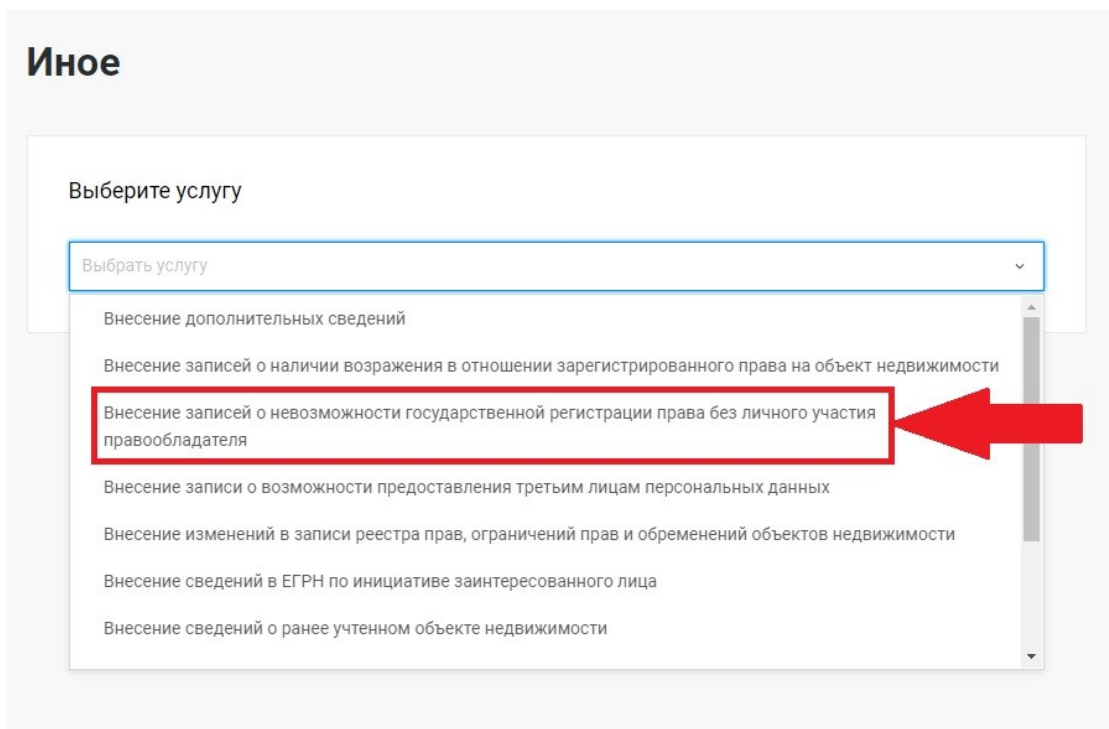 Иное
Выберите услугу
Выбрать услугу
Внесение дополнительных сведений
Внесение записей о наличии возражения в отношении зарегистрированного права на объект недвижимости
Внесение записей о невозможности государственной регистрации права без личного участия
правообладателя
Внесение записи о возможности предоставления третьим лицам персональных данных
Внесение изменений в записи реестра прав, ограничений прав и обременений объектов недвижимости
Внесение сведений в ЕГРН по инициативе заинтересованного лица
Внесение сведений о ранее учтенном объекте недвижимости